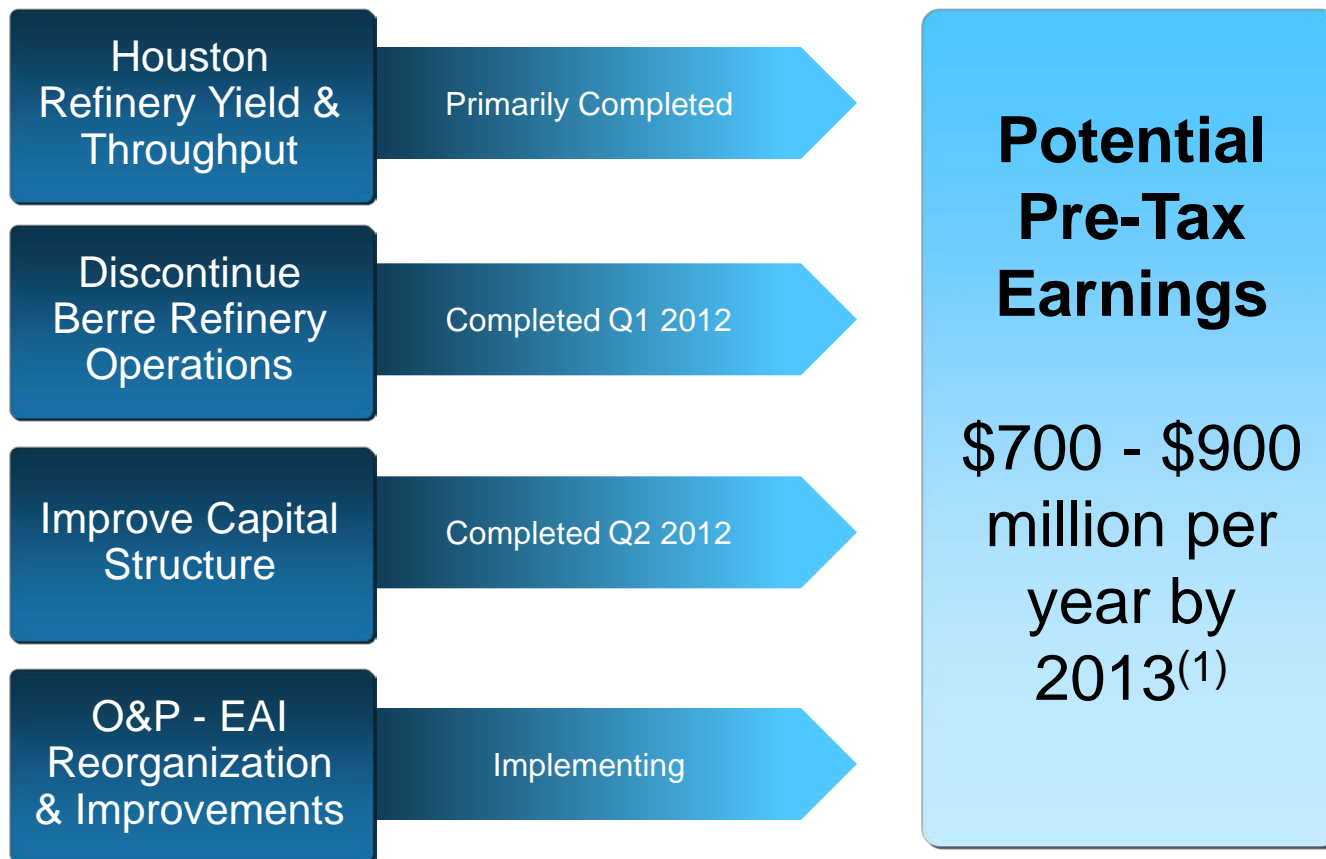 Houston
Refinery Yield &
Throughput
Primarily Completed
Discontinue
Berre Refinery
Operations
Completed Q1 2012
Improve Capital
Structure
Completed Q2 2012
O&P - EAI
Reorganization
& Improvements
Implementing
Potential
Pre-Tax
Earnings
$700 - $900
million per
year by
2013(1)